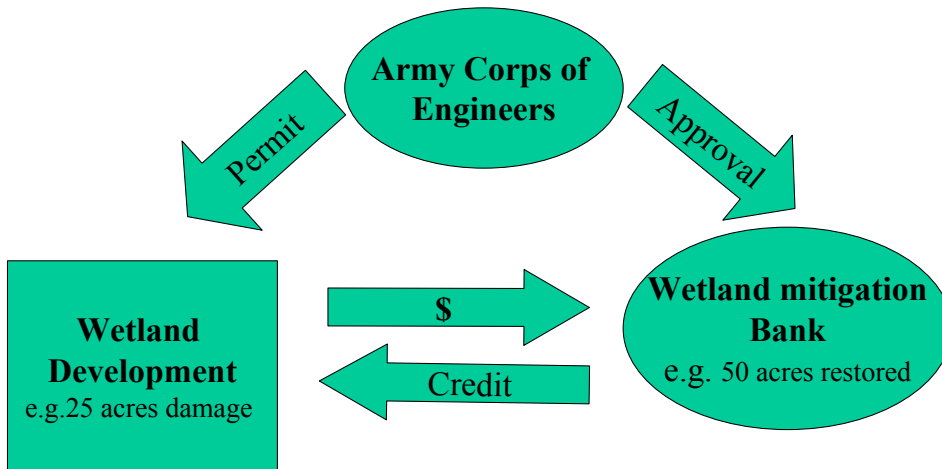 Army Corps of
Engineers
Permit
Approval
Wetland
Development
e.g.25 acres damage
$
Credit
Wetland mitigation
Bank
e.g. 50 acres restored